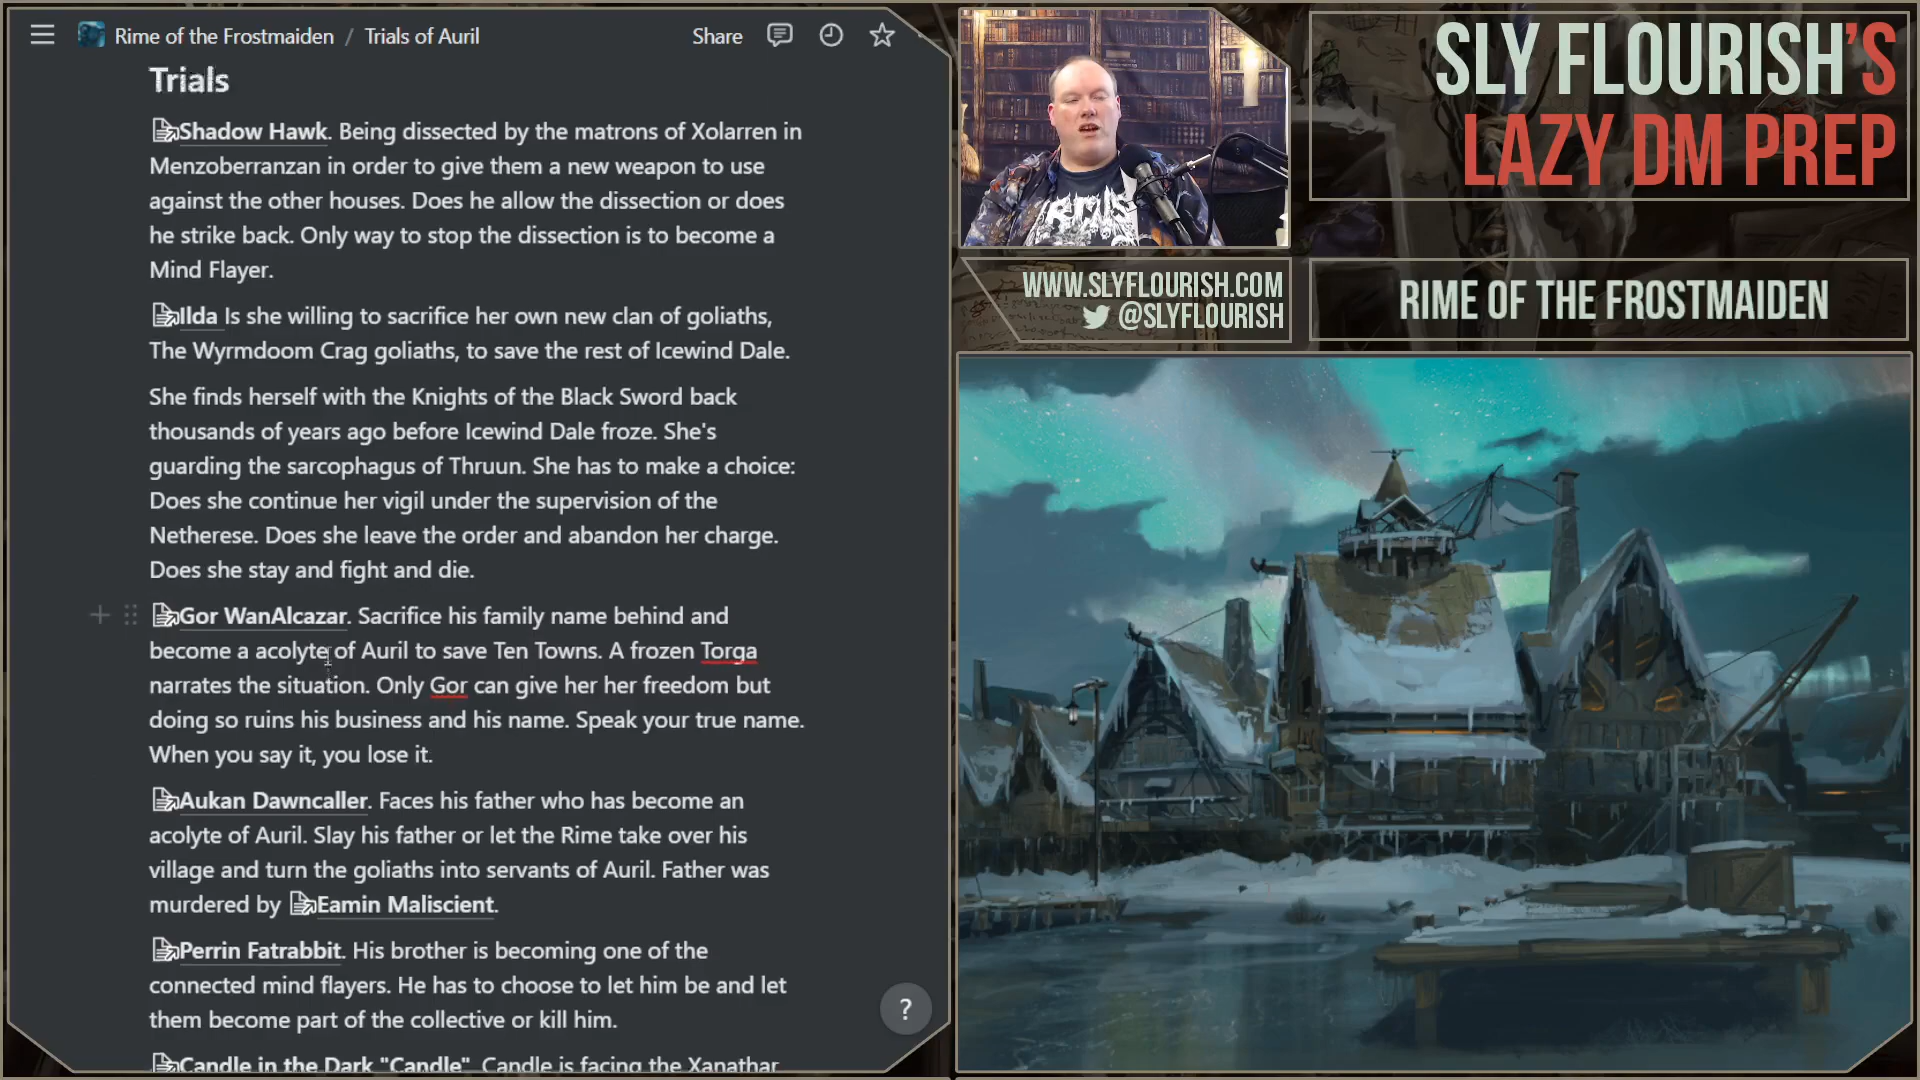 Rime of the Frostmaiden / Trials of Auril
Share
Trials
Shadow Hawk. Being dissected by the matrons of Xolarren in
Menzoberranzan in order to give them a new weapon to use
against the other houses. Does he allow the dissection or does
he strike back. Only way to stop the dissection is to become a
Mind Flayer.
Ilda Is she willing to sacrifice her own new clan of goliaths,
The Wyrmdoom Crag goliaths, to save the rest of Icewind Dale.
She finds herself with the Knights of the Black Sword back
thousands of years ago before Icewind Dale froze. She's
guarding the sarcophagus of Thruun. She has to make a choice:
Does she continue her vigil under the supervision of the
Netherese. Does she leave the order and abandon her charge.
Does she stay and fight and die.
Gor WanAlcazar. Sacrifice his family name behind and
become a acolyte of Auril to save Ten Towns. A frozen Torga
narrates the situation. Only Gor can give her her freedom but
doing so ruins his business and his name. Speak your true name.
When you say it, you lose it.
Aukan Dawncaller. Faces his father who has become an
acolyte of Auril. Slay his father or let the Rime take over his
village and turn the goliaths into servants of Auril. Father was
murdered by Eamin Maliscient.
Perrin Fatrabbit. His brother is becoming one of the
connected mind flayers. He has to choose to let him be and let
them become part of the collective or kill him.
Candle in the Dark "Candle" Candle is facing the Xanathar
?
SLY FLOURISH'S
LAZY DM PREP
WWW.SLYFLOURISH.COM
@SLYFLOURISH
RIME OF THE FROSTMAIDEN